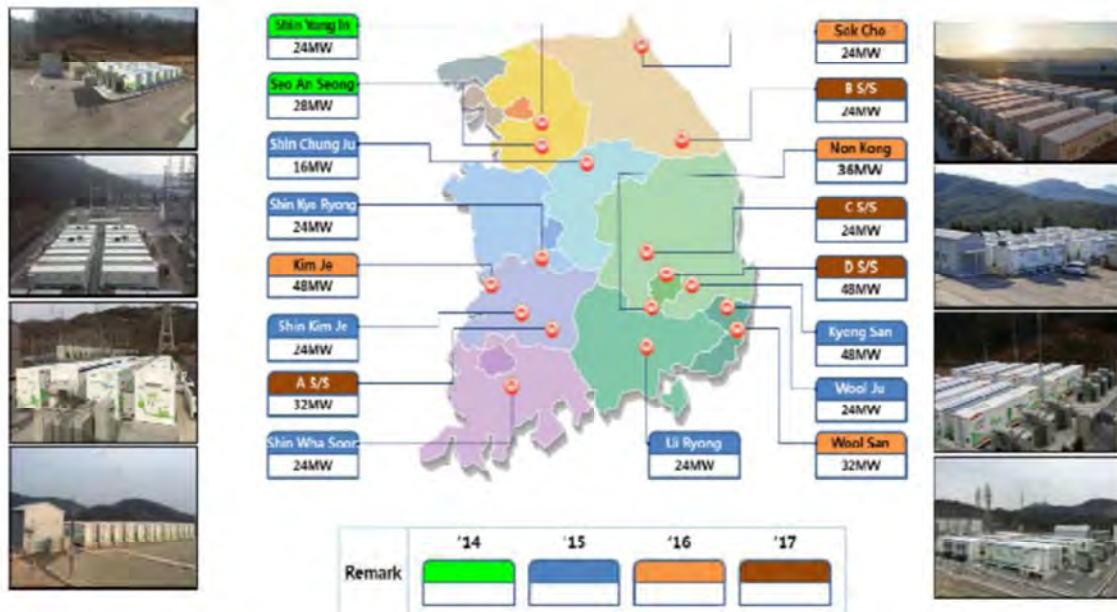 Shin Yong In
24MW
Seo An Seong
28MW
Shin Chung Ju
16MW
Shin Kye Ryong
24MW
Kim Je
48MW
Shin Kim Je
24MW
A S/S
32MW
Shin Wha Soon
24MW
Sok Cho
24MW
B S/S
24MW
Non Kong
36MW
C S/S
24MW
D S/S
48MW
Kyong San
48MW
Wool Ju
24MW
Wool San
32MW
Ryong
24MW
'14 '15 '16 '17
Remark